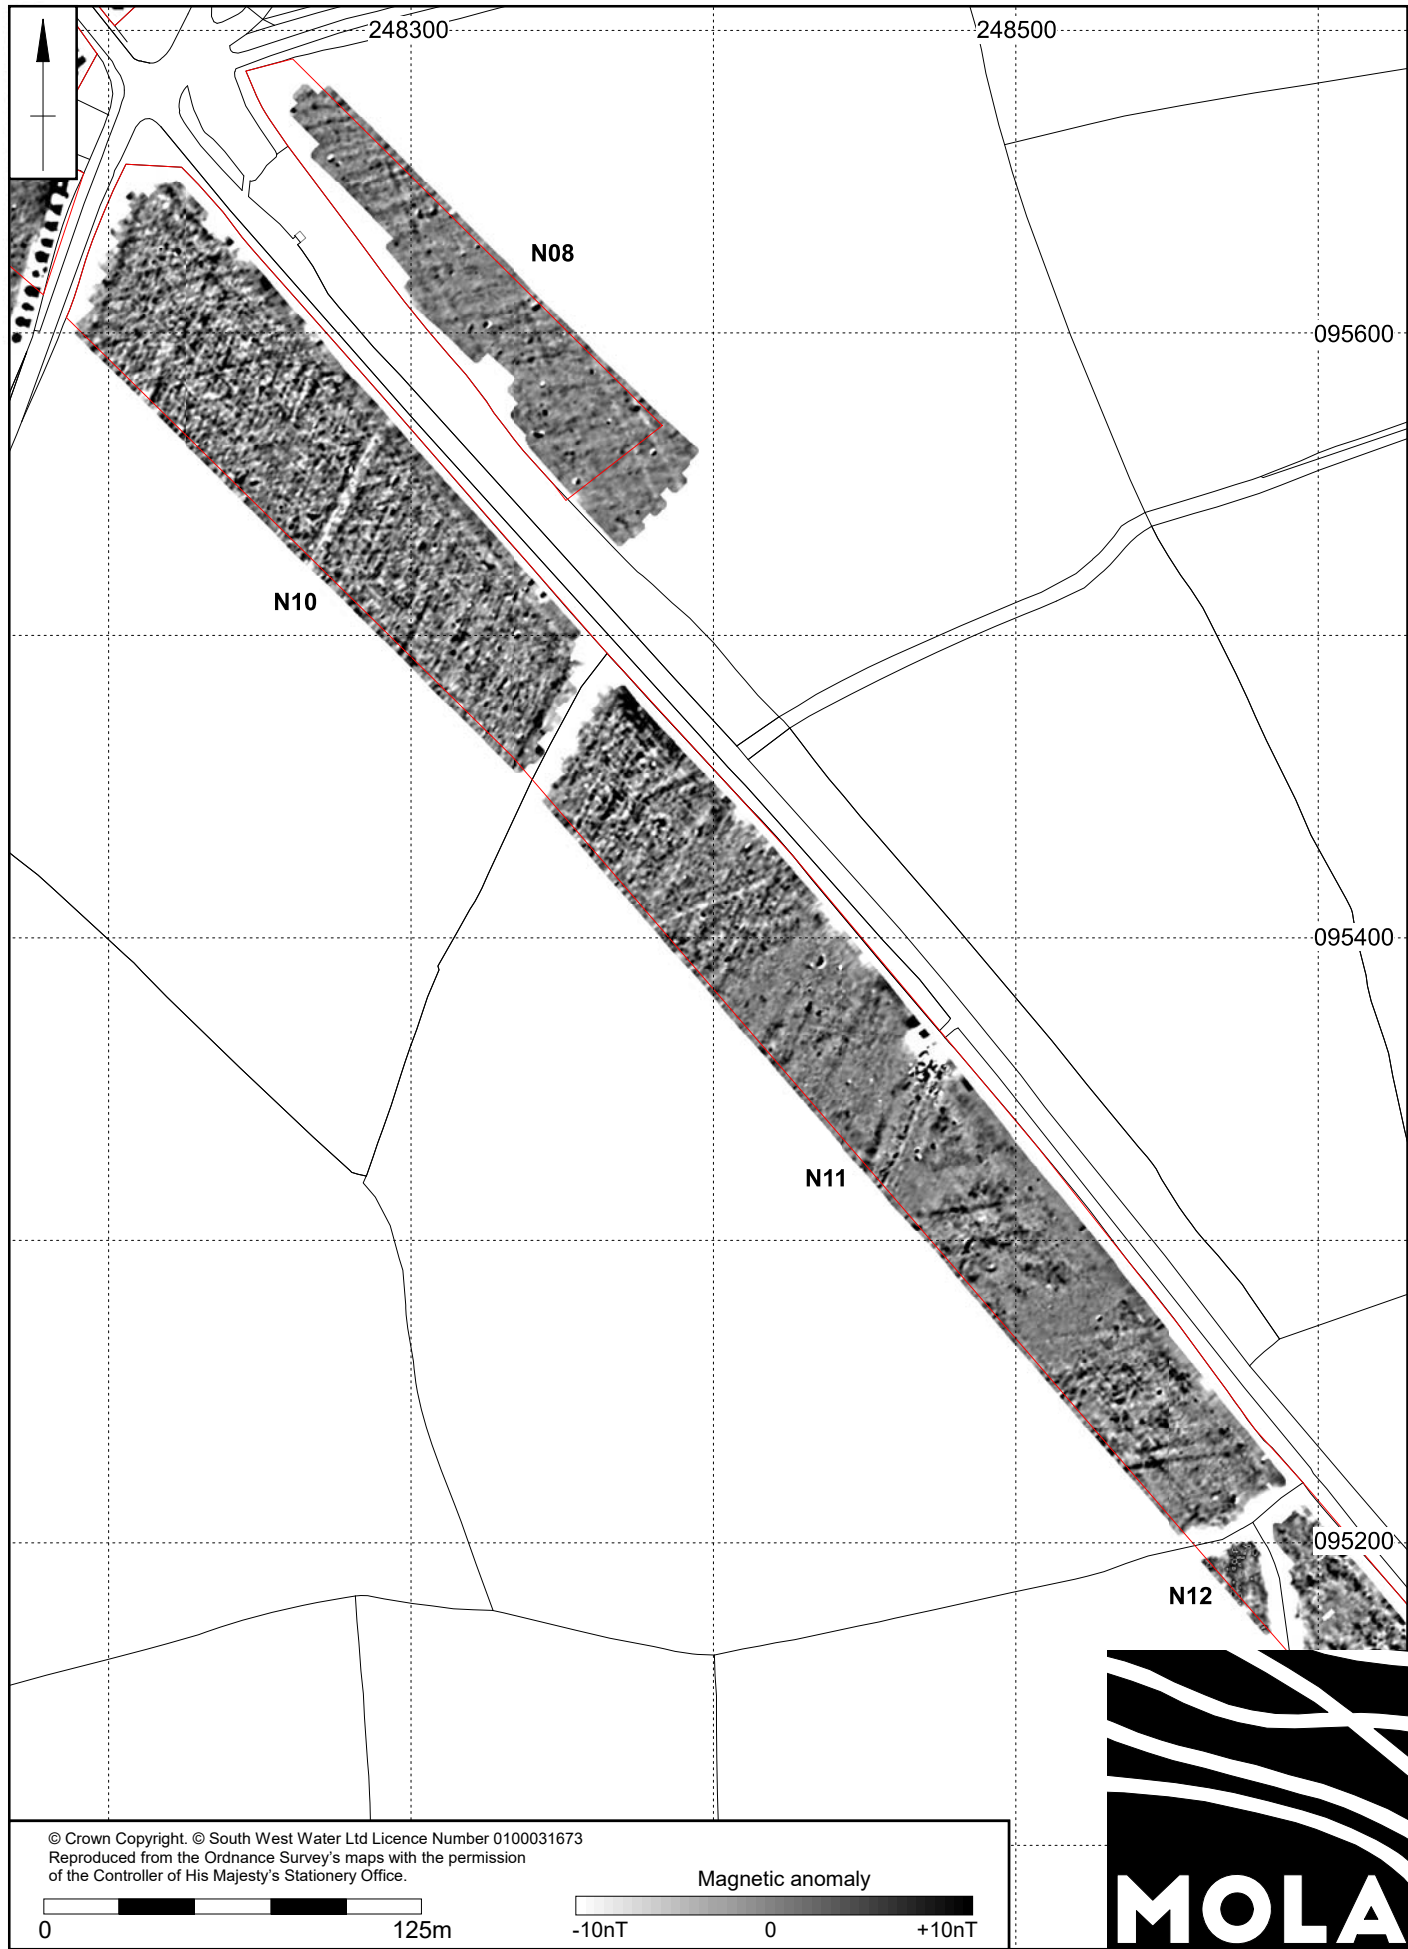 248300
248500
N08
095600
N10
095400
N11
095200
N12
© Crown Copyright. © South West Water Ltd Licence Number 0100031673
Reproduced from the Ordnance Survey's maps with the permission
of the Controller of His Majesty's Stationery Office.
0
125m
Magnetic anomaly
-10nT
0
+10nT
MOLA